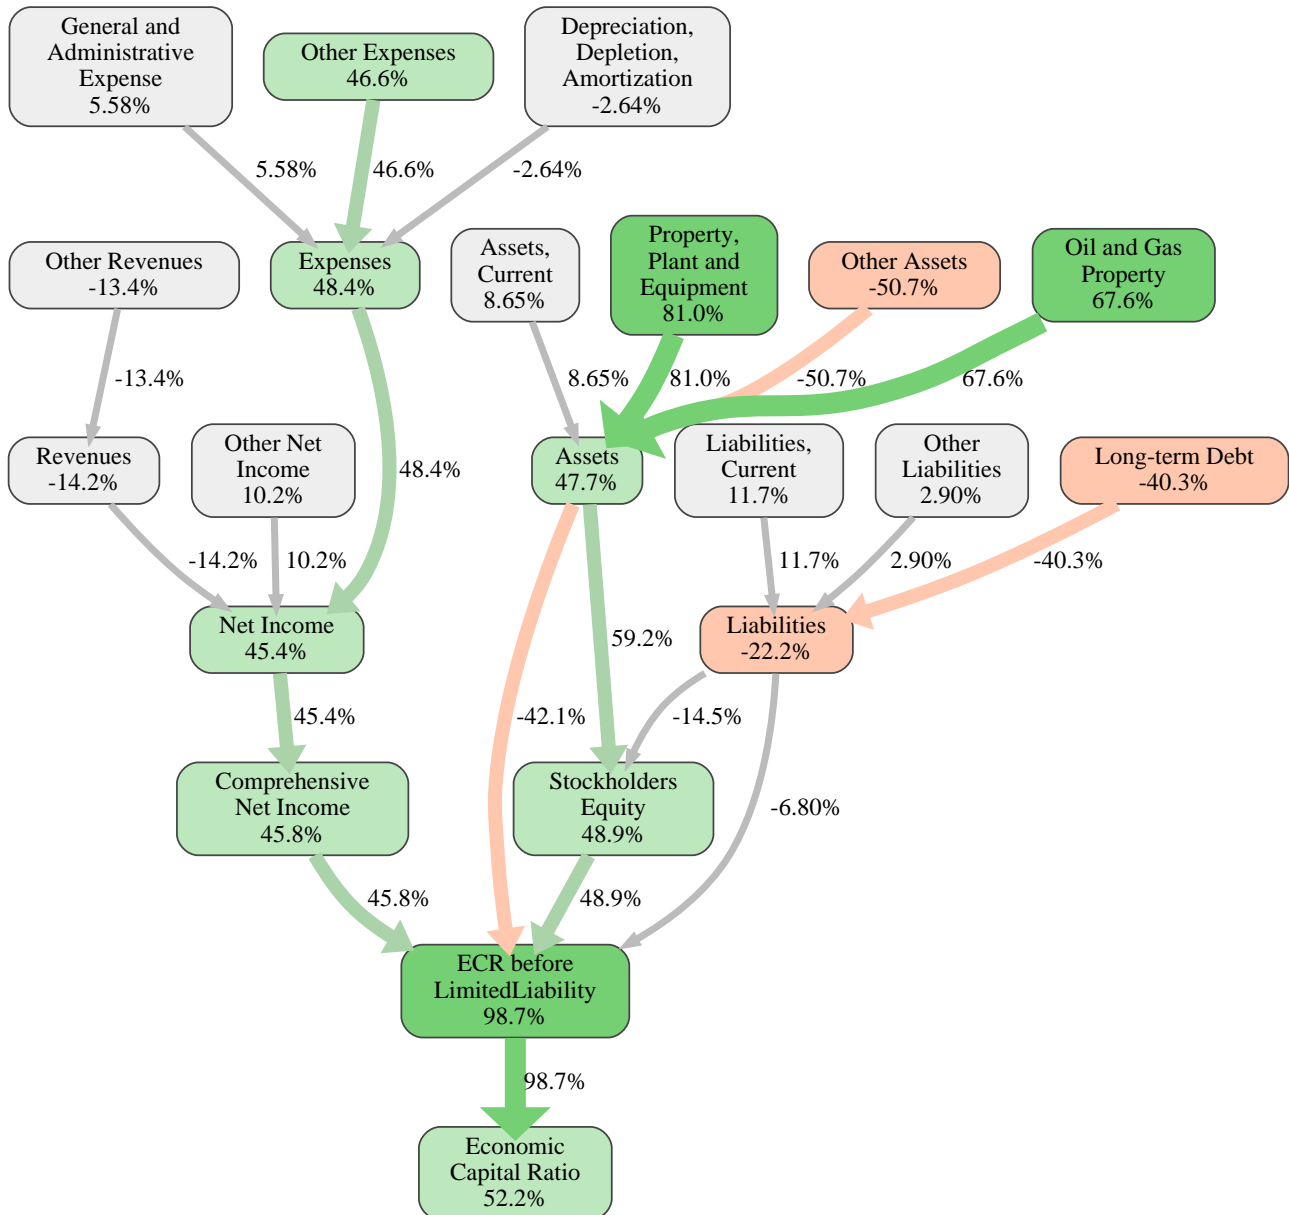 General and
Administrative
Expense
5.58%
Other Expenses
46.6%
Depreciation,
Depletion,
Amortization
-2.64%
5.58%
46.6%
-2.64%
Other Revenues
-13.4%
Expenses
48.4%
Assets,
Current
8.65%
Property,
Plant and
Equipment
81.0%
Other Assets
-50.7%
Oil and Gas
Property
67.6%
-13.4%
8.65%
81.0%
-50.7%
67.6%
Revenues
-14.2%
Other Net
Income
10.2%
48.4%
Assets
47.7%
Liabilities,
Current
11.7%
Other
Liabilities
2.90%
Long-term Debt
-40.3%
-14.2%
10.2%
11.7%
2.90%
-40.3%
Net Income
45.4%
59.2%
Liabilities
-22.2%
45.4%
-42.1%
-14.5%
Comprehensive
Net Income
45.8%
Stockholders
Equity
48.9%
-6.80%
45.8%
48.9%
ECR before
LimitedLiability
98.7%
98.7%
Economic
Capital Ratio
52.2%